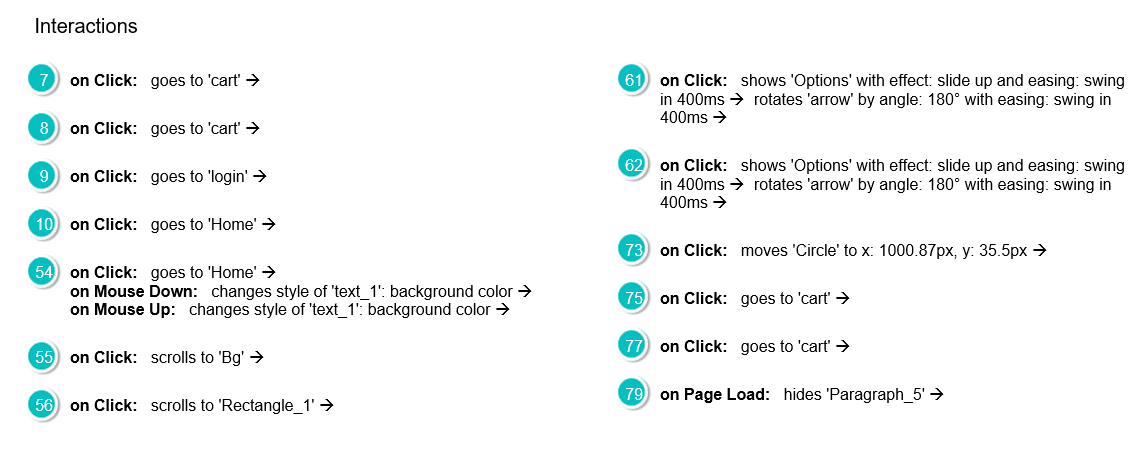 Interactions
7 on Click: goes to 'cart' →
8 on Click: goes to 'cart' →
9 on Click: goes to 'login' →
10 on Click: goes to 'Home' →
54 on Click: goes to 'Home' →
on Mouse Down: changes style of 'text_1': background color →
on Mouse Up: changes style of 'text_1': background color →
55 on Click: scrolls to 'Bg' →
56 on Click: scrolls to 'Rectangle_1' →
61 on Click: shows 'Options' with effect: slide up and easing: swing
in 400ms → rotates 'arrow' by angle: 180° with easing: swing in
400ms →
62 on Click: shows 'Options' with effect: slide up and easing: swing
in 400ms → rotates 'arrow' by angle: 180° with easing: swing in
400ms →
73 on Click: moves 'Circle' to x: 1000.87px, y: 35.5px →
75 on Click: goes to 'cart' →
77 on Click: goes to 'cart' →
79 on Page Load: hides 'Paragraph_5' →